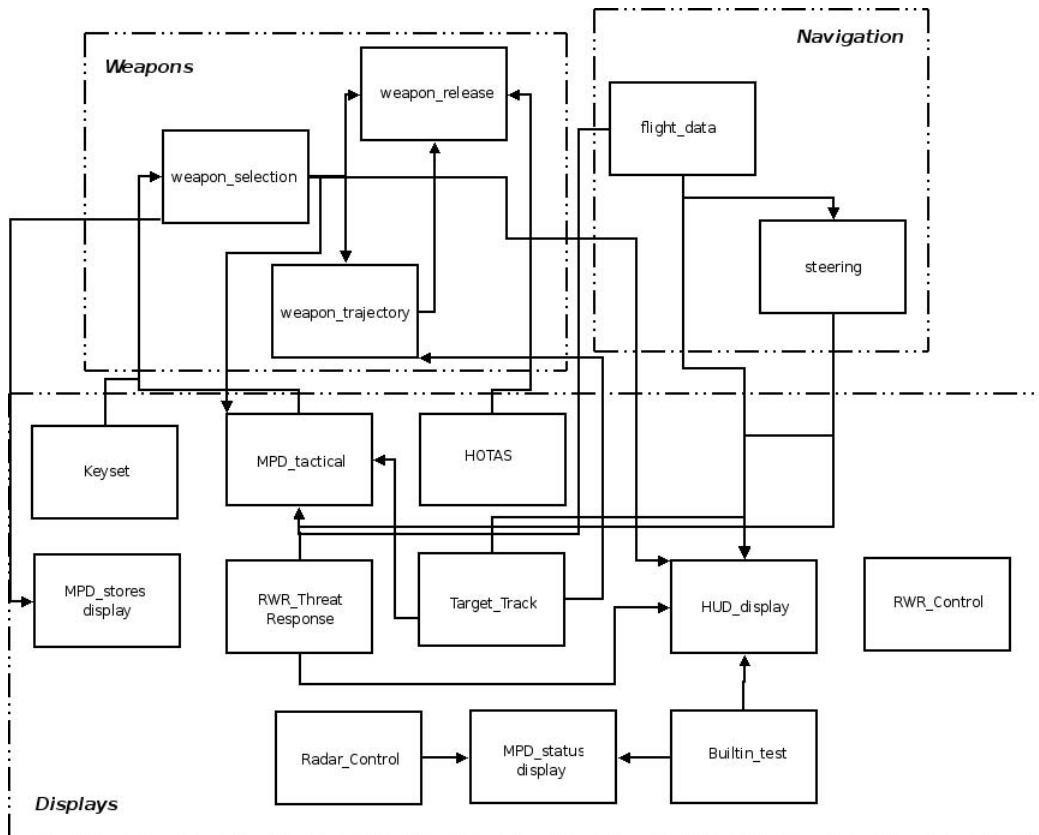 Navigation
Weapons
weapon_release
flight_data
weapon_selection
steering
weapon_trajectory
Keyset
MPD_tactical
HOTAS
MPD_stores
display
RWR_Threat
Response
Target_Track
HUD_display
RWR_Control
Radar_Control
MPD_status
display
Builtin_test
Displays